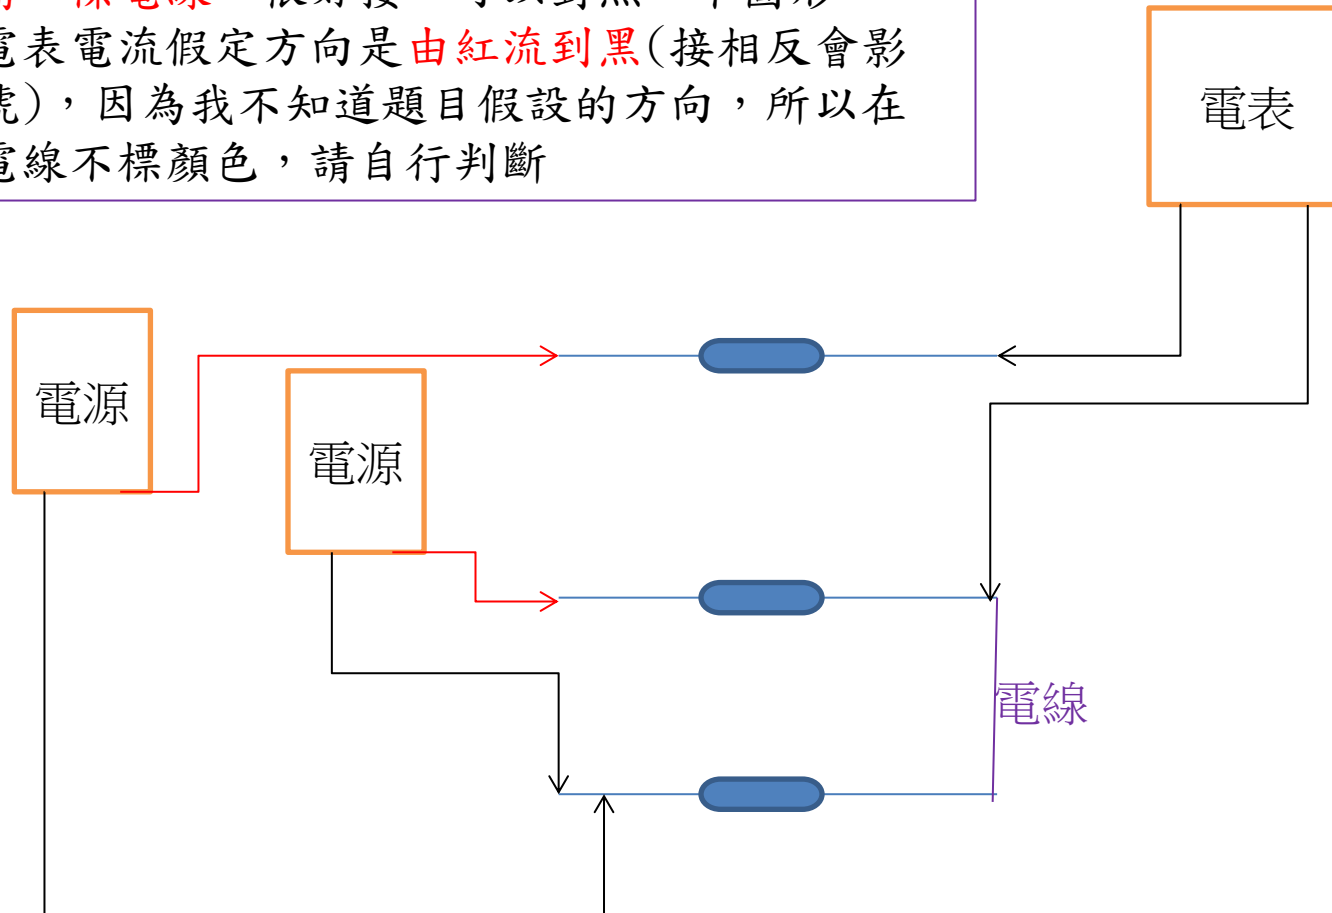 電線
電表電流假定方向是由紅流到黑(接相反會影
號)，因為我不知道題目假設的方向，所以在
電線不標顏色，請自行判斷
電表
電源
電源
電線